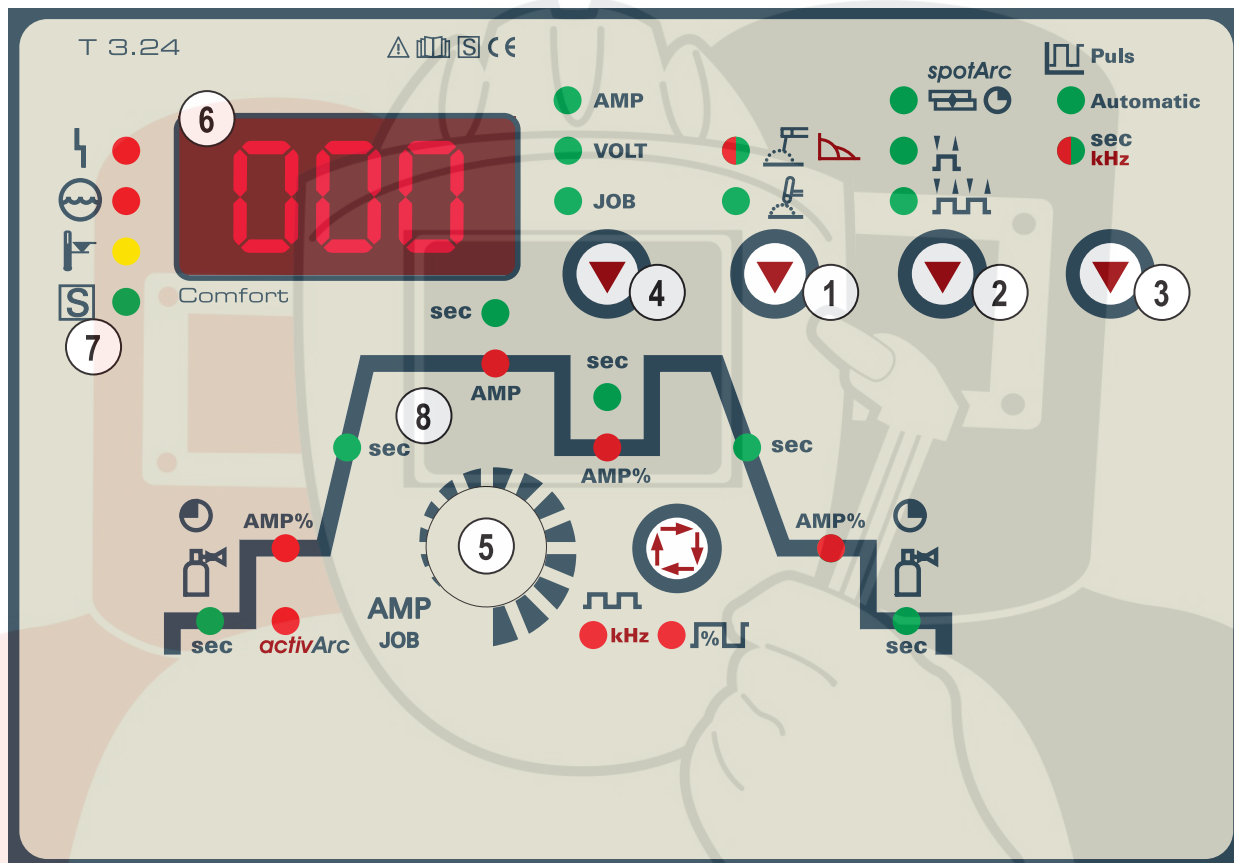 T 3.24
S CE
Puls
spotArc
6
AMP
Automatic
000
VOLT
sec
kHz
JOB
S
Comfort
4
1
2
3
7
sec
sec
AMP
8
sec
AMP%
sec
AMP%
5
AMP%
AMP
JOB
kHz
%
sec
activArc
sec